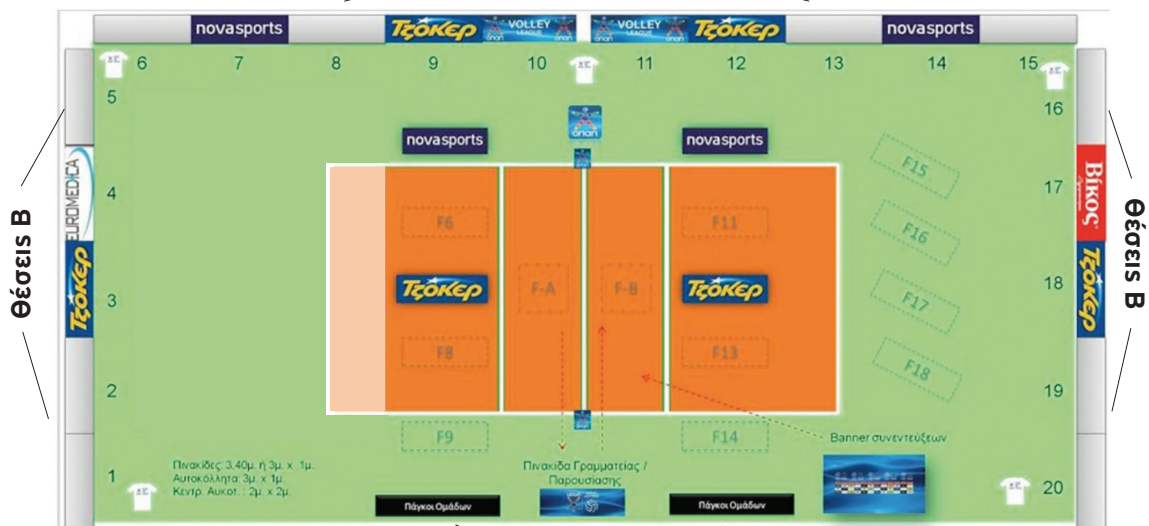 novasports
Τζόκερ
VOLLEY
LEAGUE
οπαπ
VOLLEY
LEAGUE
οπαπ
Τζόκερ
novasports
6 7 8 9 10 11 12 13 14 15
5
16
οπαπ
novasports
novasports
F15
EUROMEDICA
4
17
Βίκος
F6
F11
F16
Θέσεις Β
Θέσεις Β
Τζόκερ
3
Τζόκερ
F-A
F-B
Τζόκερ
F17
18
Τζόκερ
F8
F13
F18
2
19
F9
F14
Banner συνεντεύξεων
Πινακίδες: 3,40μ. ή 3μ. x 1μ.
Αυτοκόλλητα: 3μ x 1μ.
Κεντρ. Αυκοτ. : 2μ. x 2μ.
Πινακίδα Γραμματείας /
Παρουσίασης
1
20
Πάγκοι Ομάδων
Πάγκοι Ομάδων